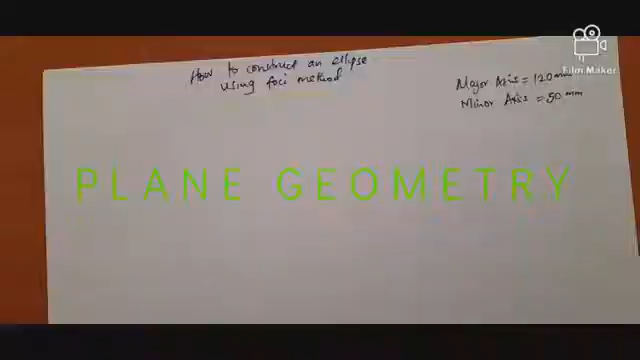 How to construct an ellipse
using foci method
Major Axis = 120 mm
Minor Axis = 50 mm
PLANE GEOMETRY
Film Maker